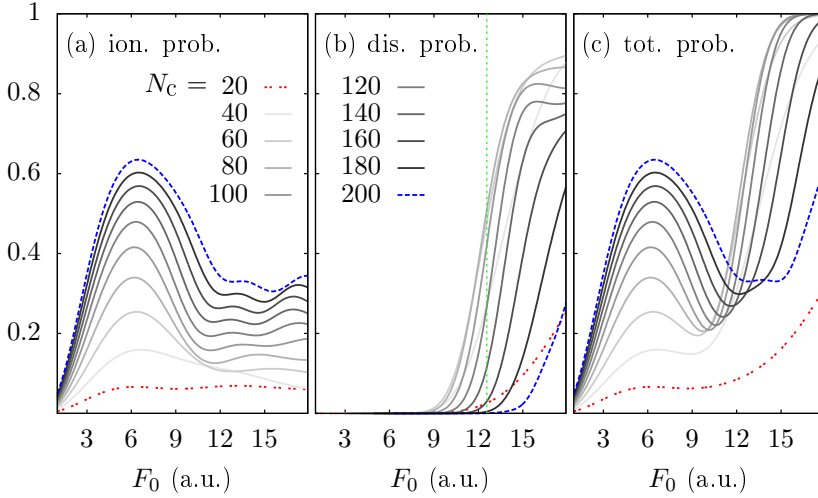 (a) ion. prob.
N_C = 20
40
60
80
100
(b) dis. prob.
120
140
160
180
200
(c) tot. prob.
1
0.8
0.6
0.4
0.2
3 6 9 12 15
3 6 9 12 15
3 6 9 12 15
F_0 (a.u.)
F_0 (a.u.)
F_0 (a.u.)